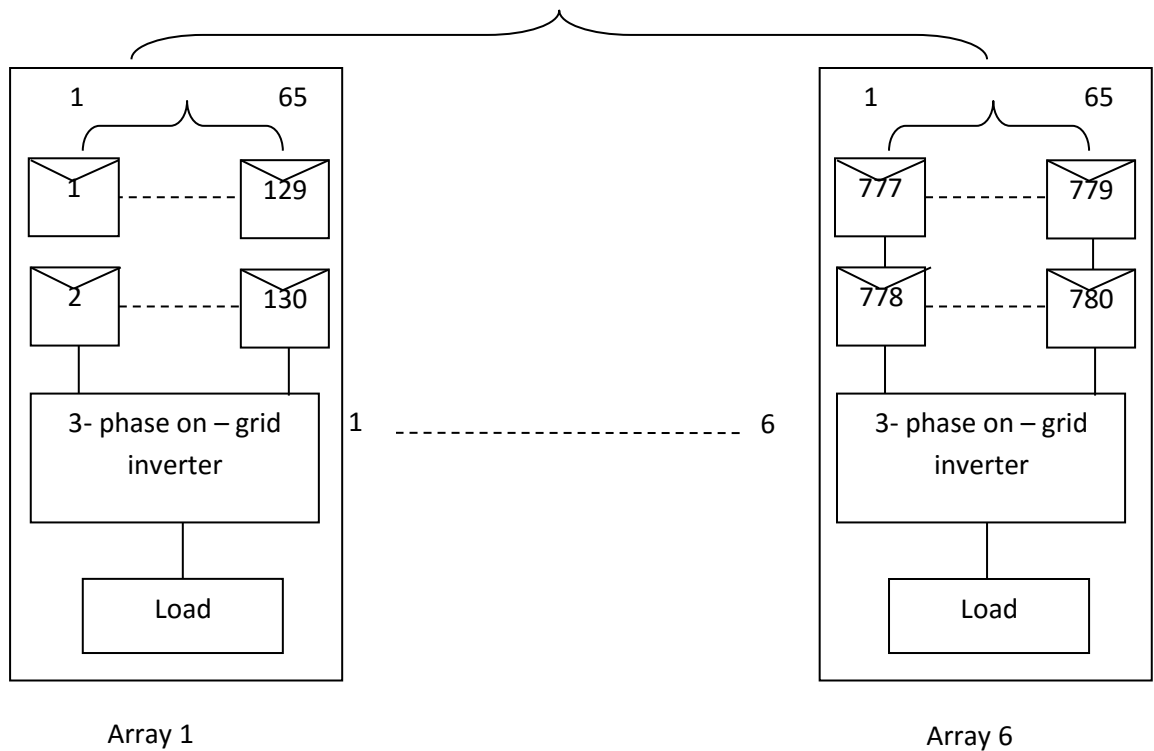 1 65
1 129
2 130
3- phase on – grid
inverter
Load
Array 1
1 6
1 65
777 779
778 780
3- phase on – grid
inverter
Load
Array 6